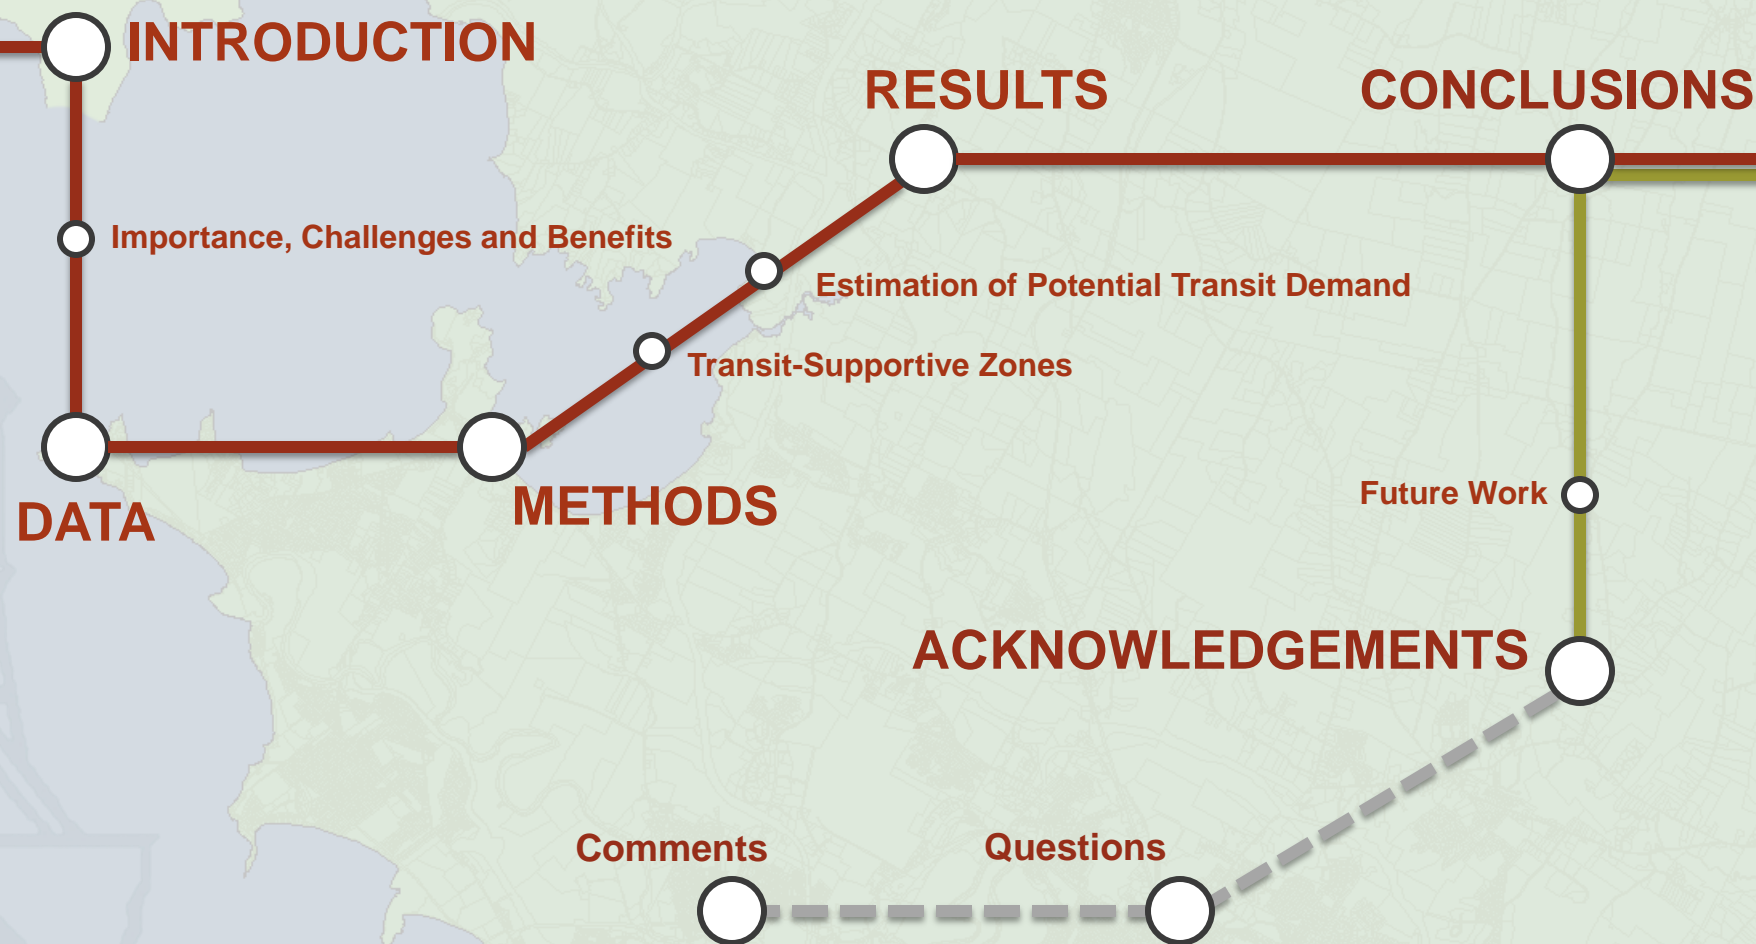 INTRODUCTION
RESULTS
CONCLUSIONS
Importance, Challenges and Benefits
Estimation of Potential Transit Demand
Transit-Supportive Zones
DATA
METHODS
Future Work
ACKNOWLEDGEMENTS
Comments
Questions